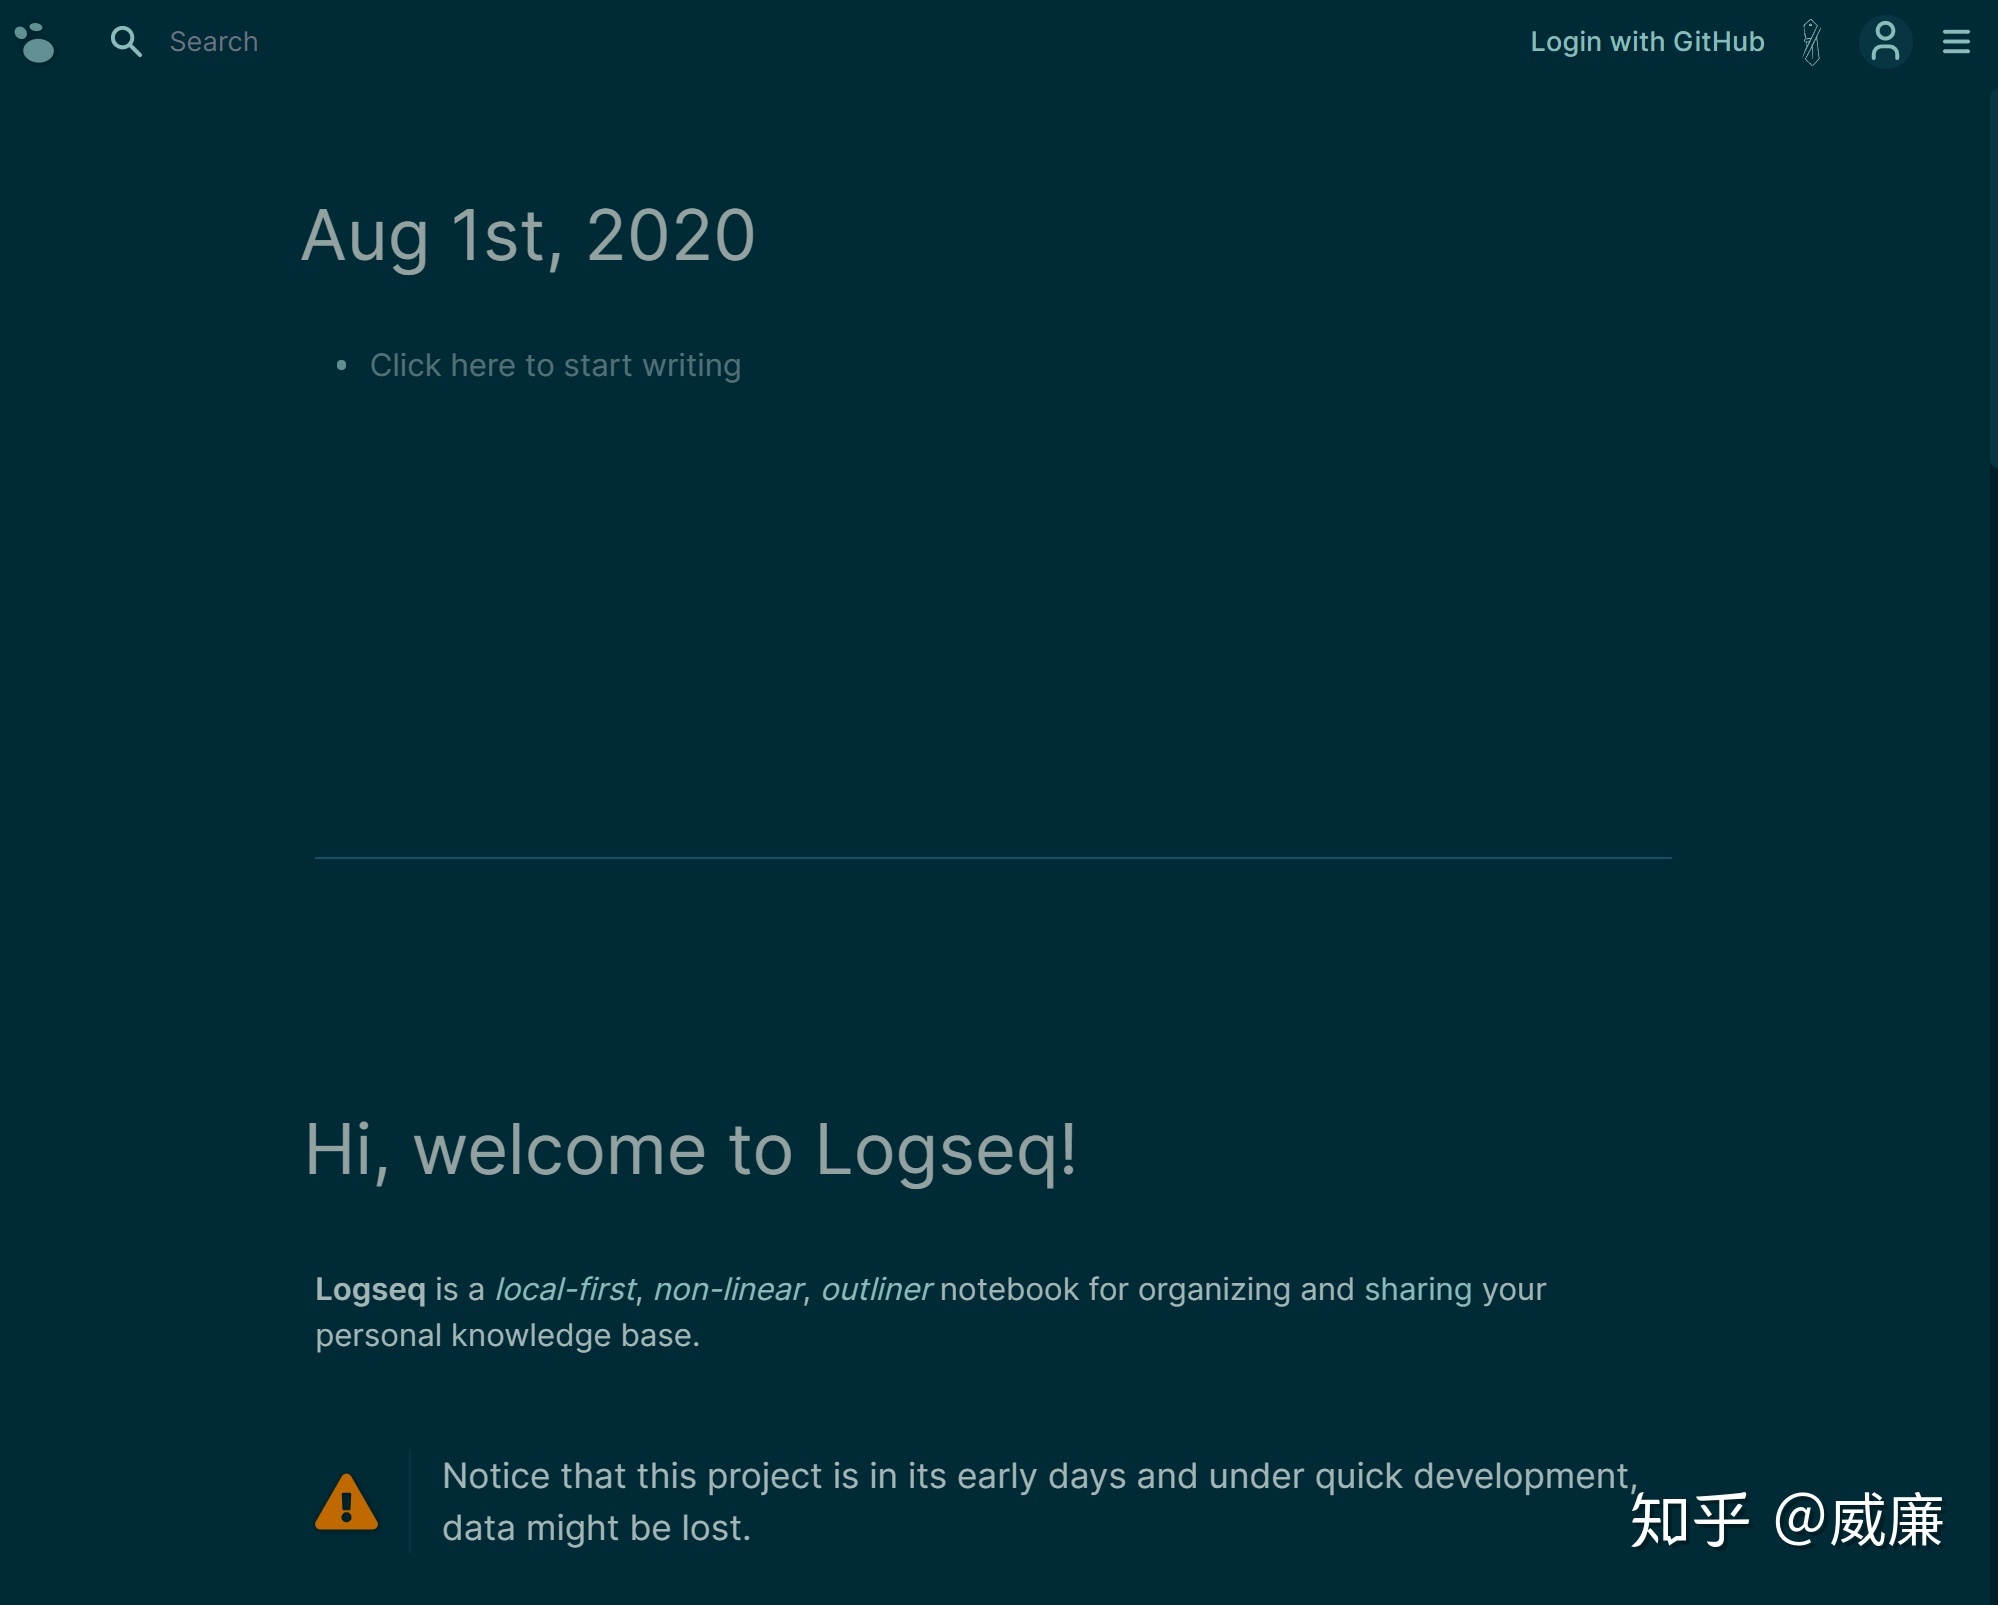 Search
Login with GitHub
Aug 1st, 2020
Click here to start writing
Hi, welcome to Logseq!
Logseq is a local-first, non-linear, outliner notebook for organizing and sharing your
personal knowledge base.
Notice that this project is in its early days and under quick development,
data might be lost.
知乎 @威廉